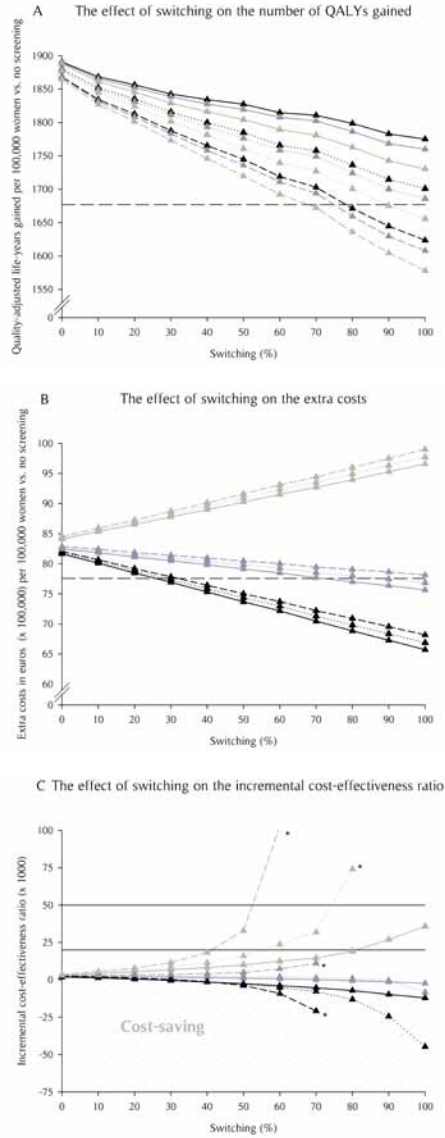 A The effect of switching on the number of QALYs gained
Quality-adjusted life-years gained per 100,000 women vs. no screening
1900
1850
1800
1750
1700
1650
1600
1550
0
0 10% 20% 30% 40% 50% 60% 70% 80% 90% 100%
Switching (%)
B The effect of switching on the extra costs
Extra costs in euros (x 100,000) per 100,000 women vs. no screening
100
95
90
85
80
75
70
65
60
0
0 10% 20% 30% 40% 50% 60% 70% 80% 90% 100%
Switching (%)
C The effect of switching on the incremental cost-effectiveness ratio
Incremental cost-effectiveness ratio (x 1000)
100
75
50
25
0
-25
-50
-75
*
*
*
*
Cost-saving
0 10% 20% 30% 40% 50% 60% 70% 80% 90% 100%
Switching (%)